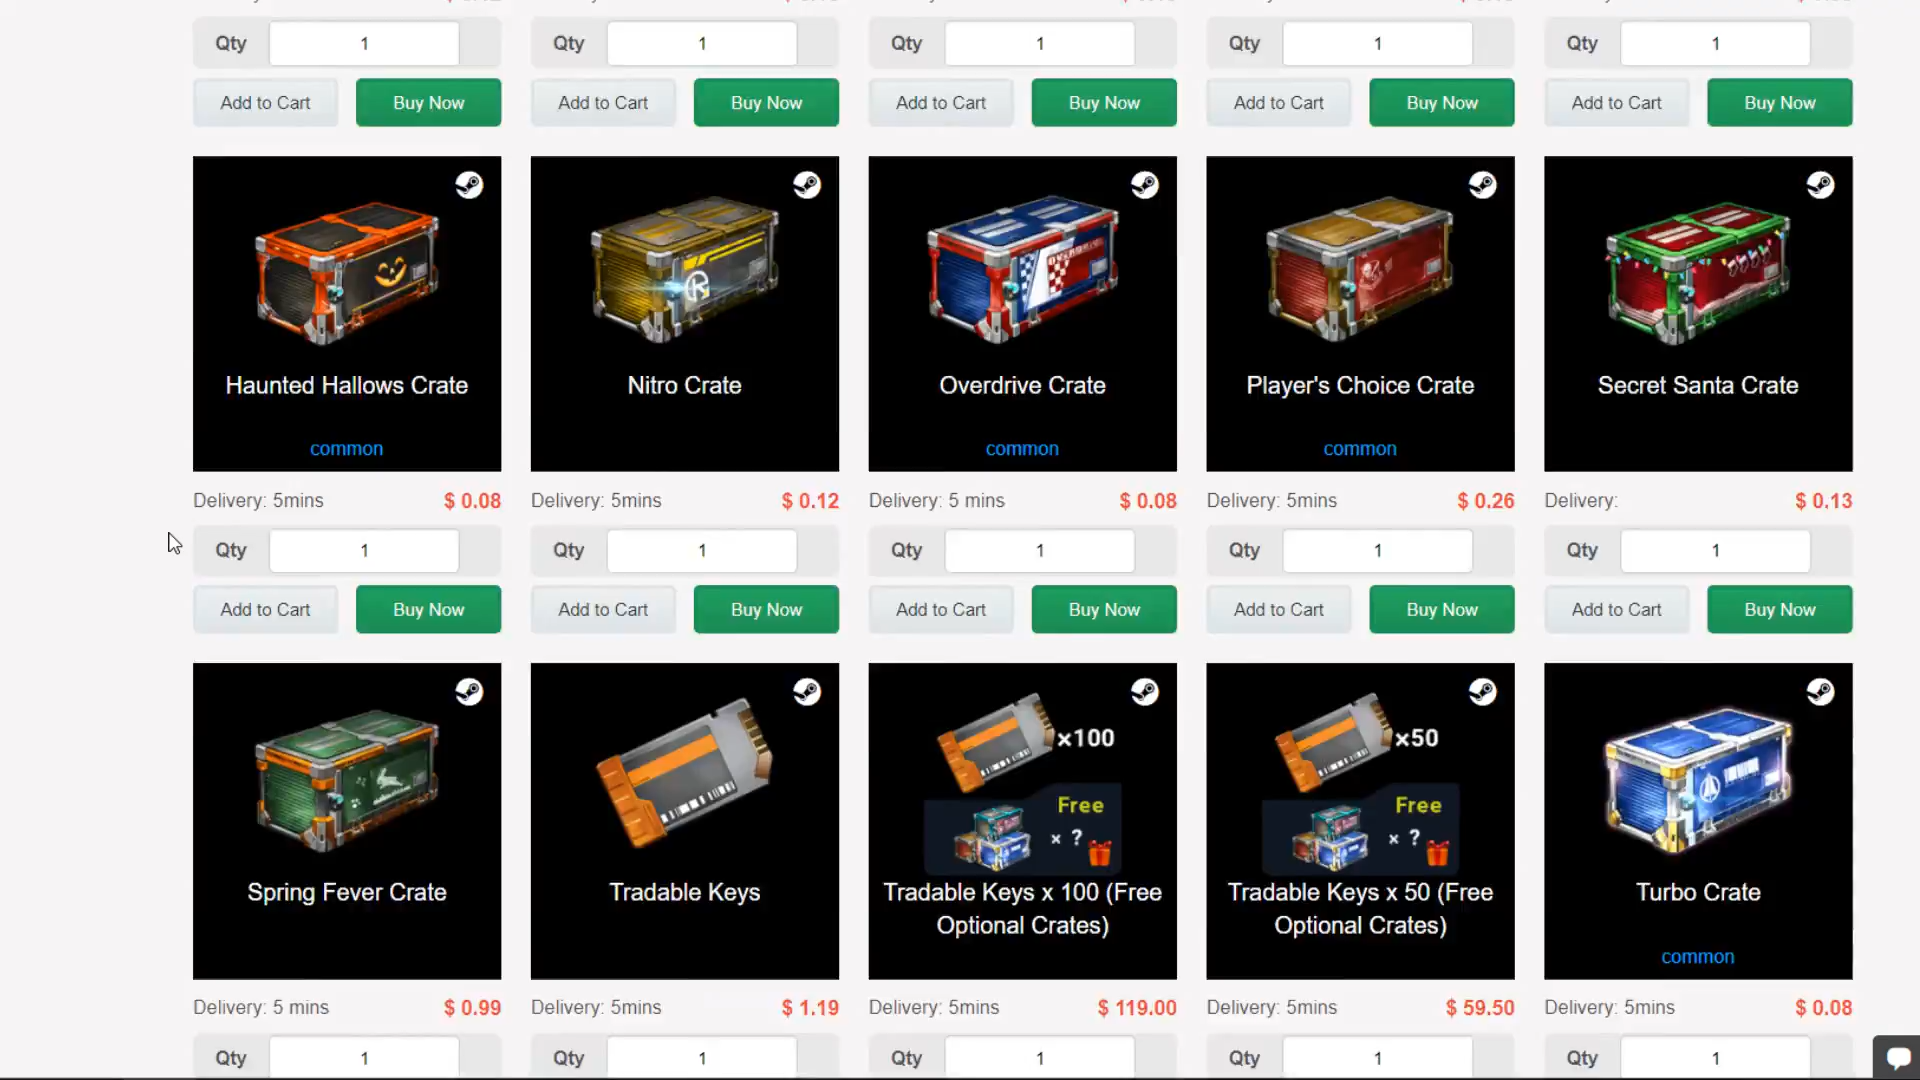 Qty 1 Qty 1 Qty 1 Qty 1 Qty 1
Add to Cart Buy Now Add to Cart Buy Now Add to Cart Buy Now Add to Cart Buy Now Add to Cart Buy Now
Haunted Hallows Crate Nitro Crate Overdrive Crate Player's Choice Crate Secret Santa Crate
common common common
Delivery: 5mins $ 0.08 Delivery: 5mins $ 0.12 Delivery: 5 mins $ 0.08 Delivery: 5mins $ 0.26 Delivery: $ 0.13
Qty 1 Qty 1 Qty 1 Qty 1 Qty 1
Add to Cart Buy Now Add to Cart Buy Now Add to Cart Buy Now Add to Cart Buy Now Add to Cart Buy Now
×100 ×50
Free Free
× ? × ?
Spring Fever Crate Tradable Keys Tradable Keys x 100 (Free Tradable Keys x 50 (Free Turbo Crate
Optional Crates) Optional Crates)
common
Delivery: 5 mins $ 0.99 Delivery: 5mins $ 1.19 Delivery: 5mins $ 119.00 Delivery: 5mins $ 59.50 Delivery: 5mins $ 0.08
Qty 1 Qty 1 Qty 1 Qty 1 Qty 1